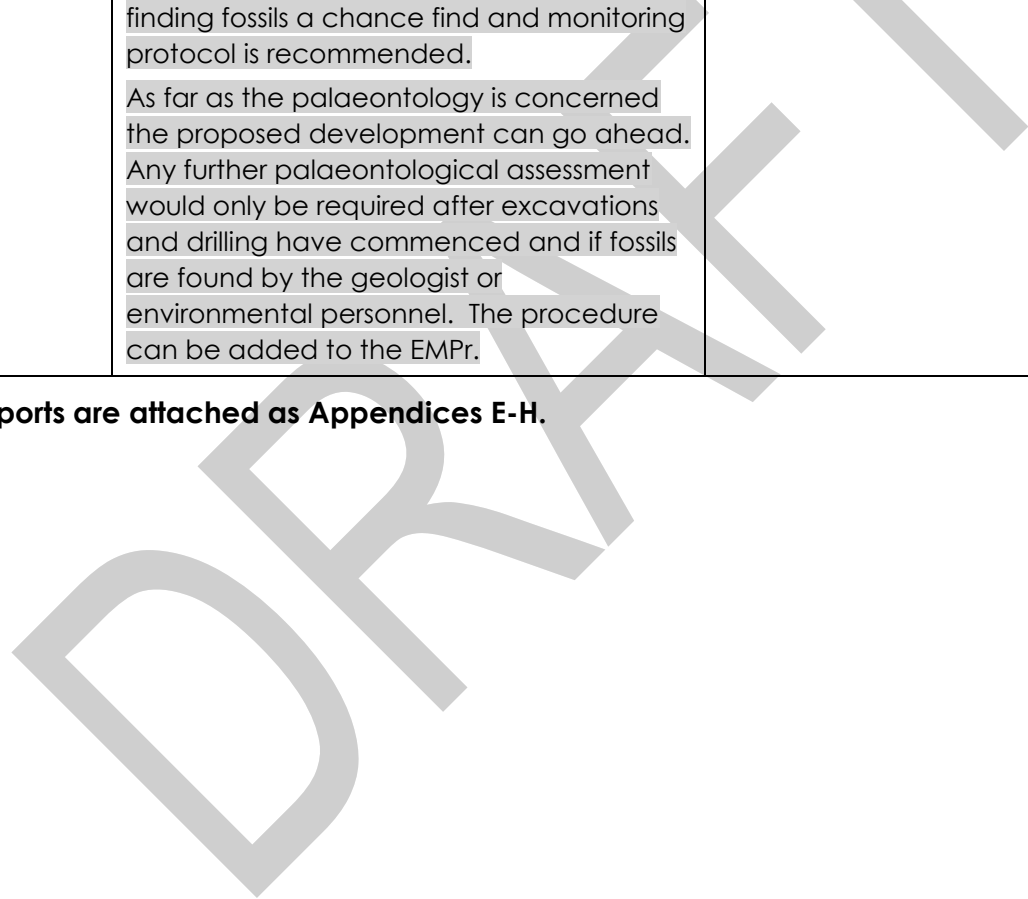 finding fossils a chance find and monitoring
protocol is recommended.
As far as the palaeontology is concerned
the proposed development can go ahead.
Any further palaeontological assessment
would only be required after excavations
and drilling have commenced and if fossils
are found by the geologist or
environmental personnel.  The procedure
can be added to the EMPr.
ports are attached as Appendices E-H.
DRAFT